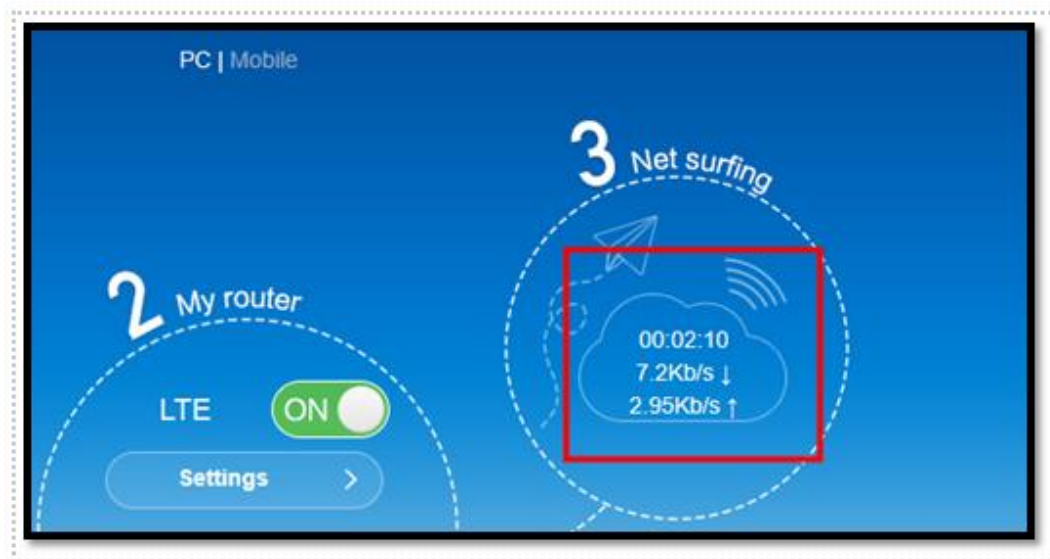 PC | Mobile
3 Net surfing
00:02:10
7.2Kb/s ↓
2.95Kb/s ↑
2 My router
LTE ON
Settings >